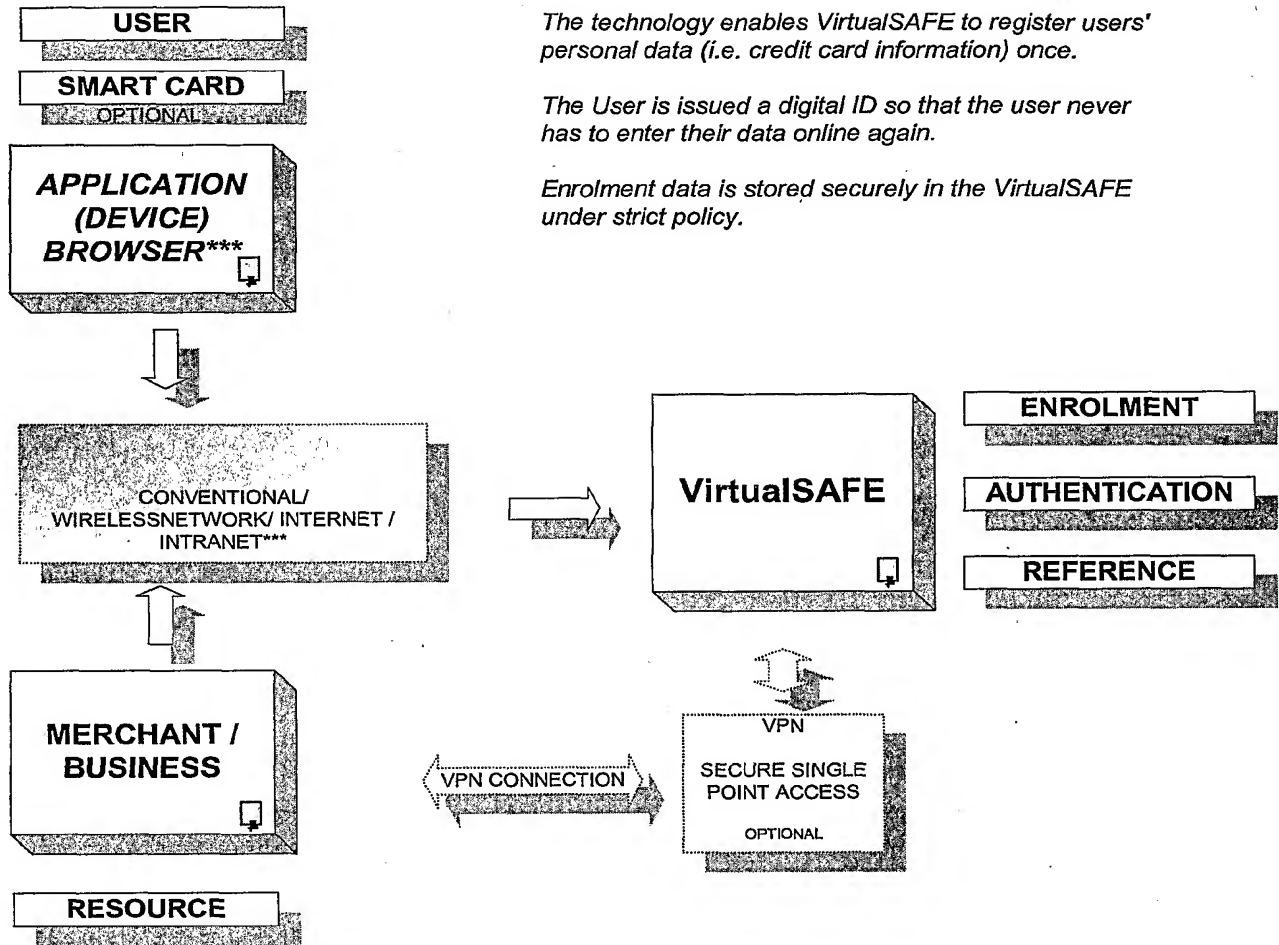 USER
SMART CARD
OPTIONAL
APPLICATION
(DEVICE)
BROWSER***
The technology enables VirtualSAFE to register users'
personal data (i.e. credit card information) once.
The User is issued a digital ID so that the user never
has to enter their data online again.
Enrolment data is stored securely in the VirtualSAFE
under strict policy.
CONVENTIONAL/
WIRELESSNETWORK/ INTERNET /
INTRANET***
VirtualSAFE
ENROLMENT
AUTHENTICATION
REFERENCE
MERCHANT /
BUSINESS
VPN CONNECTION
VPN
SECURE SINGLE
POINT ACCESS
OPTIONAL
RESOURCE